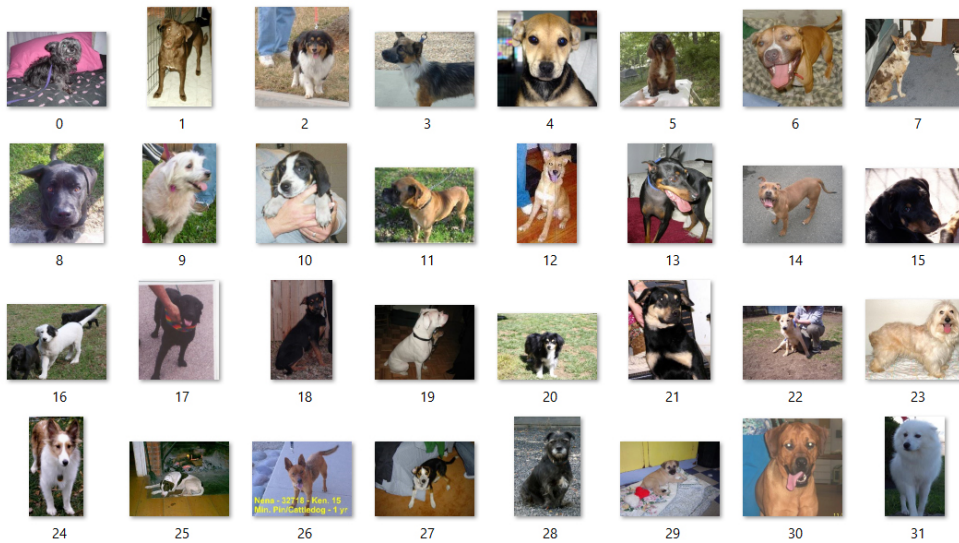 0 1 2 3 4 5 6 7
8 9 10 11 12 13 14 15
16 17 18 19 20 21 22 23
Nana - 32718 - Ken. 15
Min. Pin/Cattledog - 1 yr
24 25 26 27 28 29 30 31